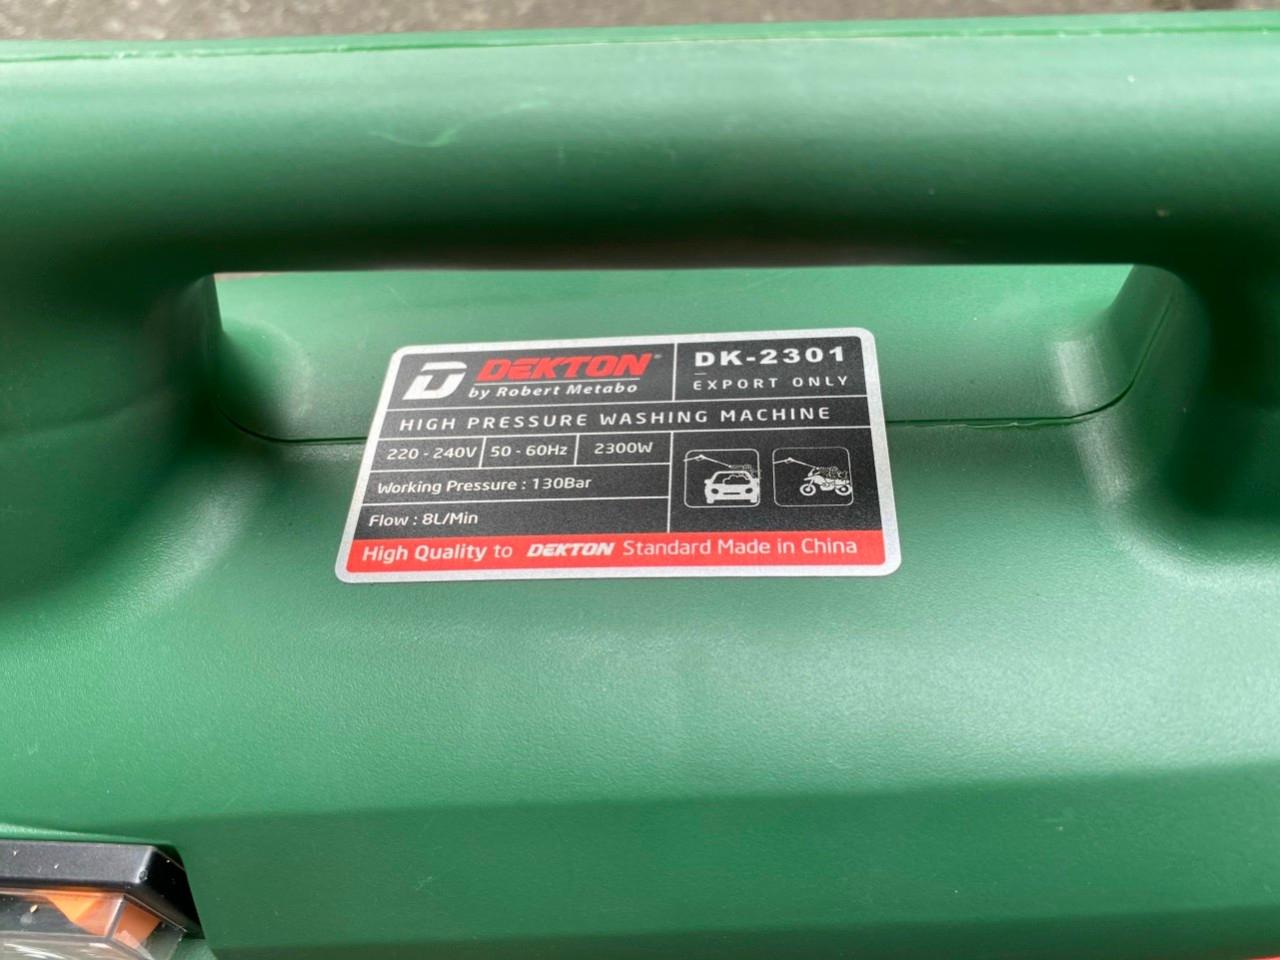 DEKTON®
by Robert Metabo
DK-2301
EXPORT ONLY
HIGH PRESSURE WASHING MACHINE
220 - 240V 50 - 60Hz 2300W
Working Pressure : 130Bar
Flow : 8L/Min
High Quality to DEKTON Standard Made in China